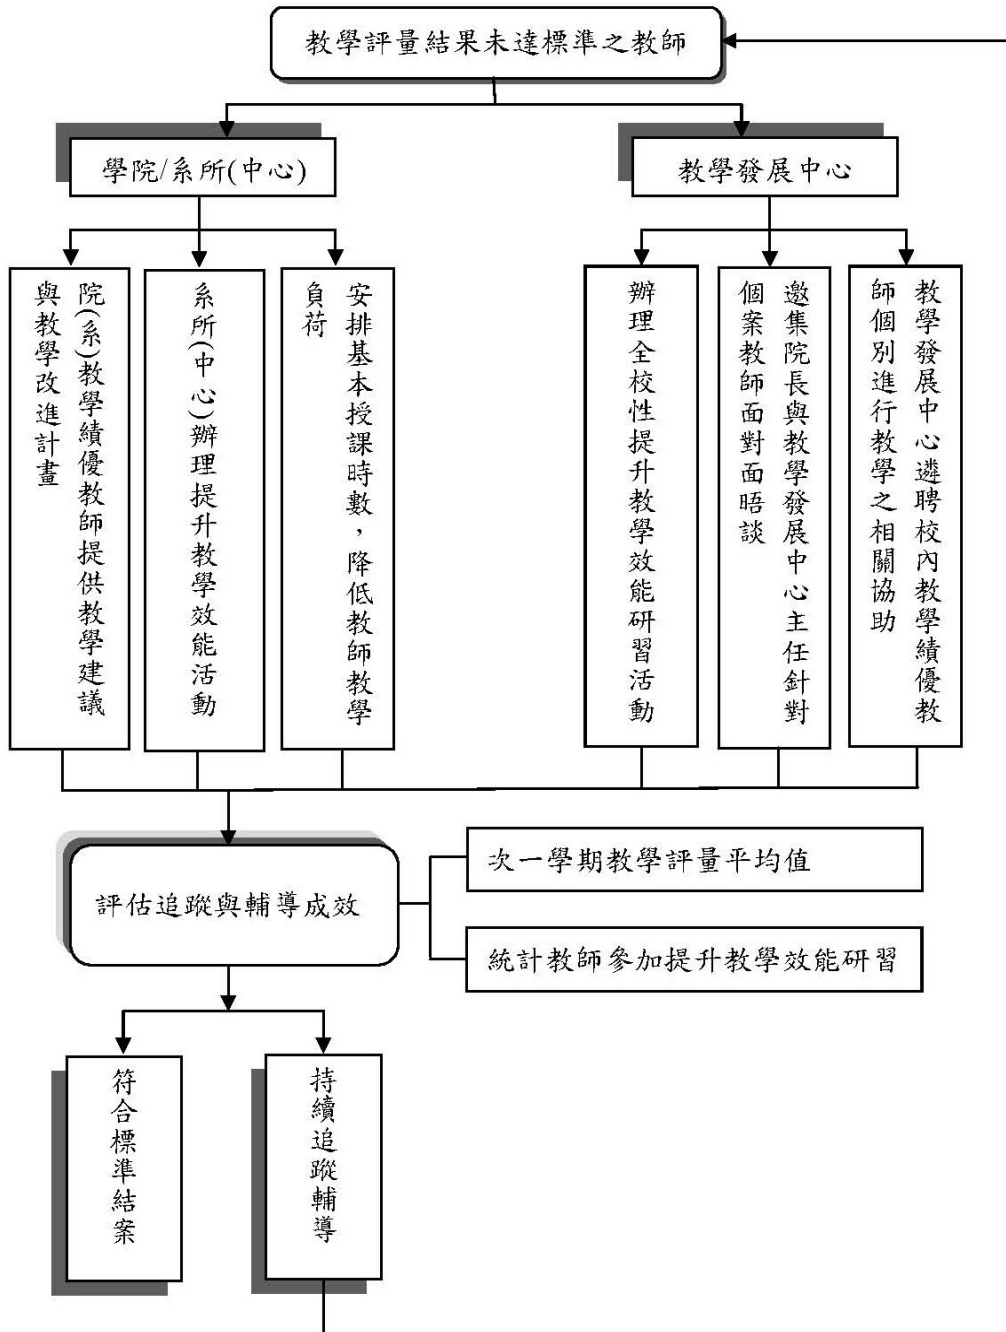 教學評量結果未達標準之教師
學院/系所(中心)
教學發展中心
院(系)教學績優教師提供教學建議
與教學改進計畫
系所(中心)辦理提升教學效能活動
安排基本授課時數，降低教師教學
負荷
辦理全校性提升教學效能研習活動
邀集院長與教學發展中心主任針對
個案教師面對面晤談
教學發展中心遴聘校內教學績優教
師個別進行教學之相關協助
評估追蹤與輔導成效
次一學期教學評量平均值
統計教師參加提升教學效能研習
符合標準結案
持續追蹤輔導